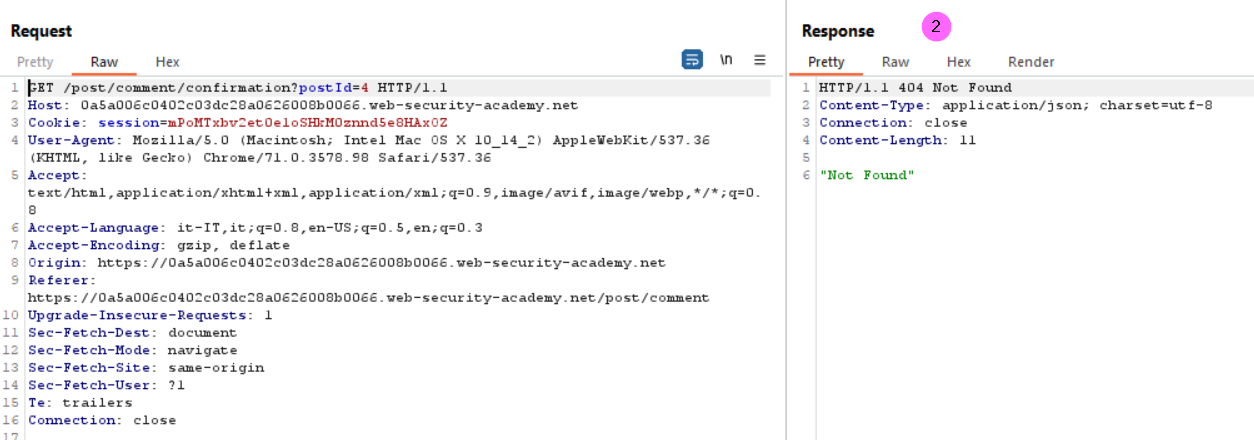 Request
Pretty Raw Hex
\n
1 GET /post/comment/confirmation?postId=4 HTTP/1.1
2 Host: 0a5a006c0402c03dc28a0626008b0066.web-security-academy.net
3 Cookie: session=mPoMTxbv2et0eloSHkM0znnd5e8HAx0Z
4 User-Agent: Mozilla/5.0 (Macintosh; Intel Mac OS X 10_14_2) AppleWebKit/537.36
(KHTML, like Gecko) Chrome/71.0.3578.98 Safari/537.36
5 Accept:
text/html,application/xhtml+xml,application/xml;q=0.9,image/avif,image/webp,*/*;q=0.
8
6 Accept-Language: it-IT,it;q=0.8,en-US;q=0.5,en;q=0.3
7 Accept-Encoding: gzip, deflate
8 Origin: https://0a5a006c0402c03dc28a0626008b0066.web-security-academy.net
9 Referer:
https://0a5a006c0402c03dc28a0626008b0066.web-security-academy.net/post/comment
10 Upgrade-Insecure-Requests: 1
11 Sec-Fetch-Dest: document
12 Sec-Fetch-Mode: navigate
13 Sec-Fetch-Site: same-origin
14 Sec-Fetch-User: ?1
15 Te: trailers
16 Connection: close
17
Response
2
Pretty Raw Hex Render
1 HTTP/1.1 404 Not Found
2 Content-Type: application/json; charset=utf-8
3 Connection: close
4 Content-Length: 11
5
6 "Not Found"